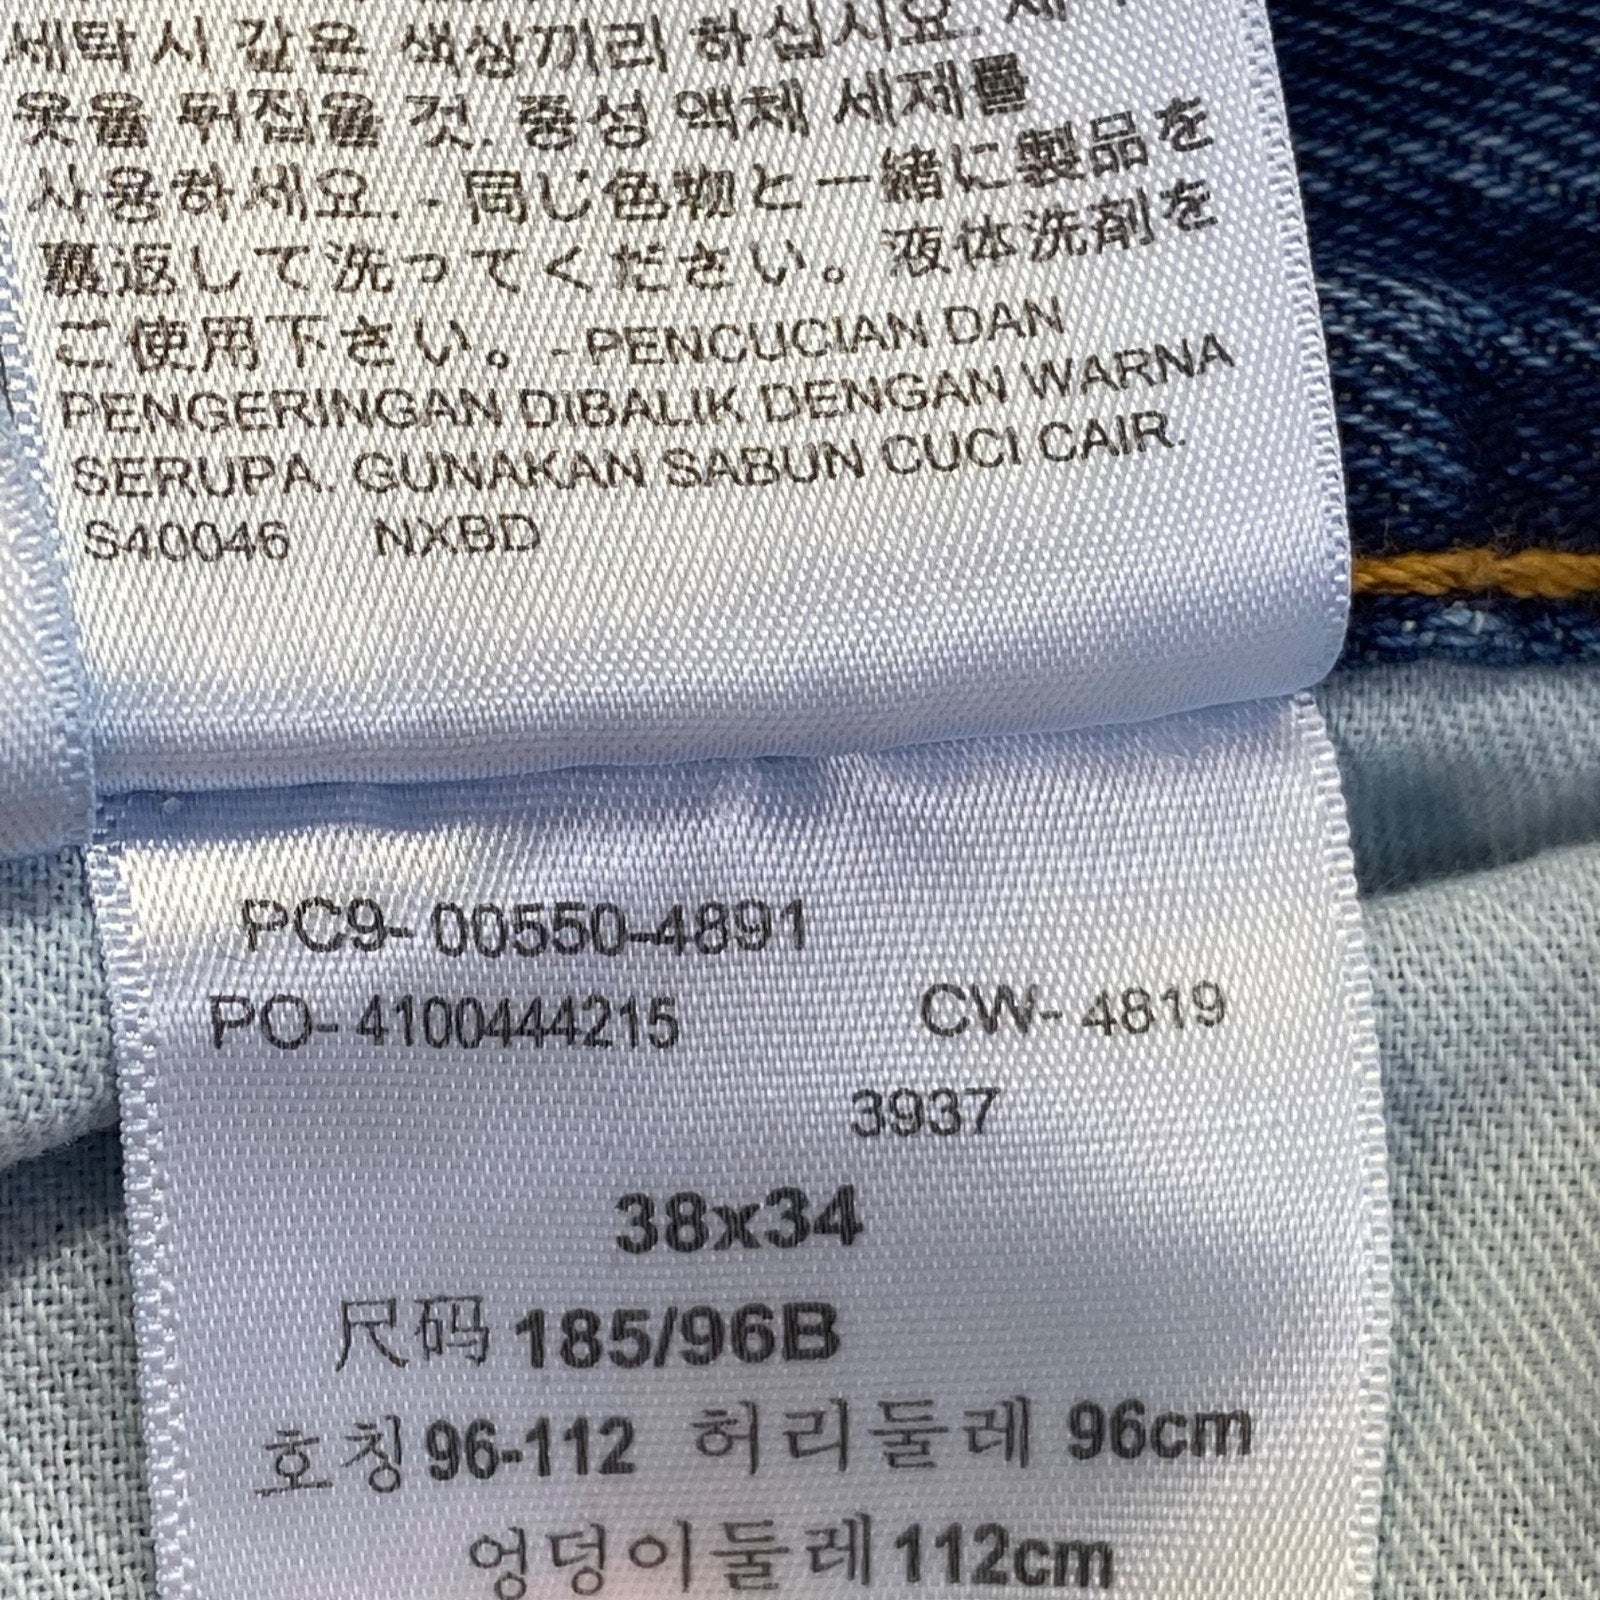 세탁시 같은 색상끼리 하십시요.
옷을 뒤집을 것. 중성 액체 세제를
사용하세요. - 同じ色物と一緒に製品を
裏返して洗ってください。液体洗剤を
ご使用下さい。- PENCUCIAN DAN
PENGERINGAN DIBALIK DENGAN WARNA
SERUPA. GUNAKAN SABUN CUCI CAIR.
S40046 NXBD
PC9- 00550-4891
PO- 4100444215 CW- 4819
3937
38x34
尺码 185/96B
호칭 96-112 허리둘레 96cm
엉덩이둘레 112cm